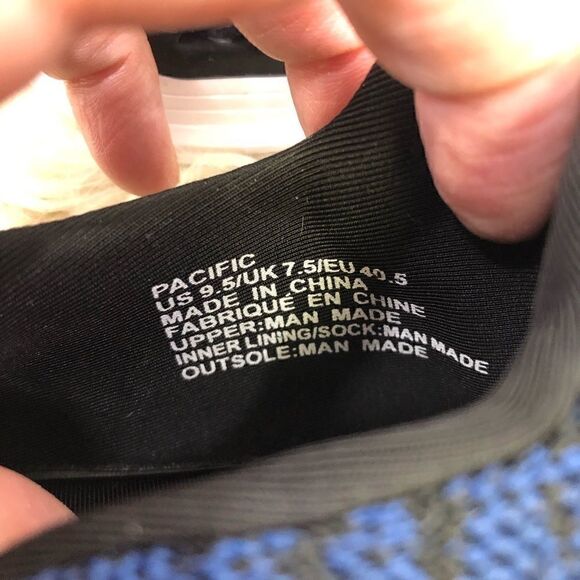 PACIFIC
US 9.5/UK 7.5/EU 40.5
MADE IN CHINA
FABRIQUÉ EN CHINE
UPPER:MAN MADE
INNER LINING/SOCK:MAN MADE
OUTSOLE:MAN MADE